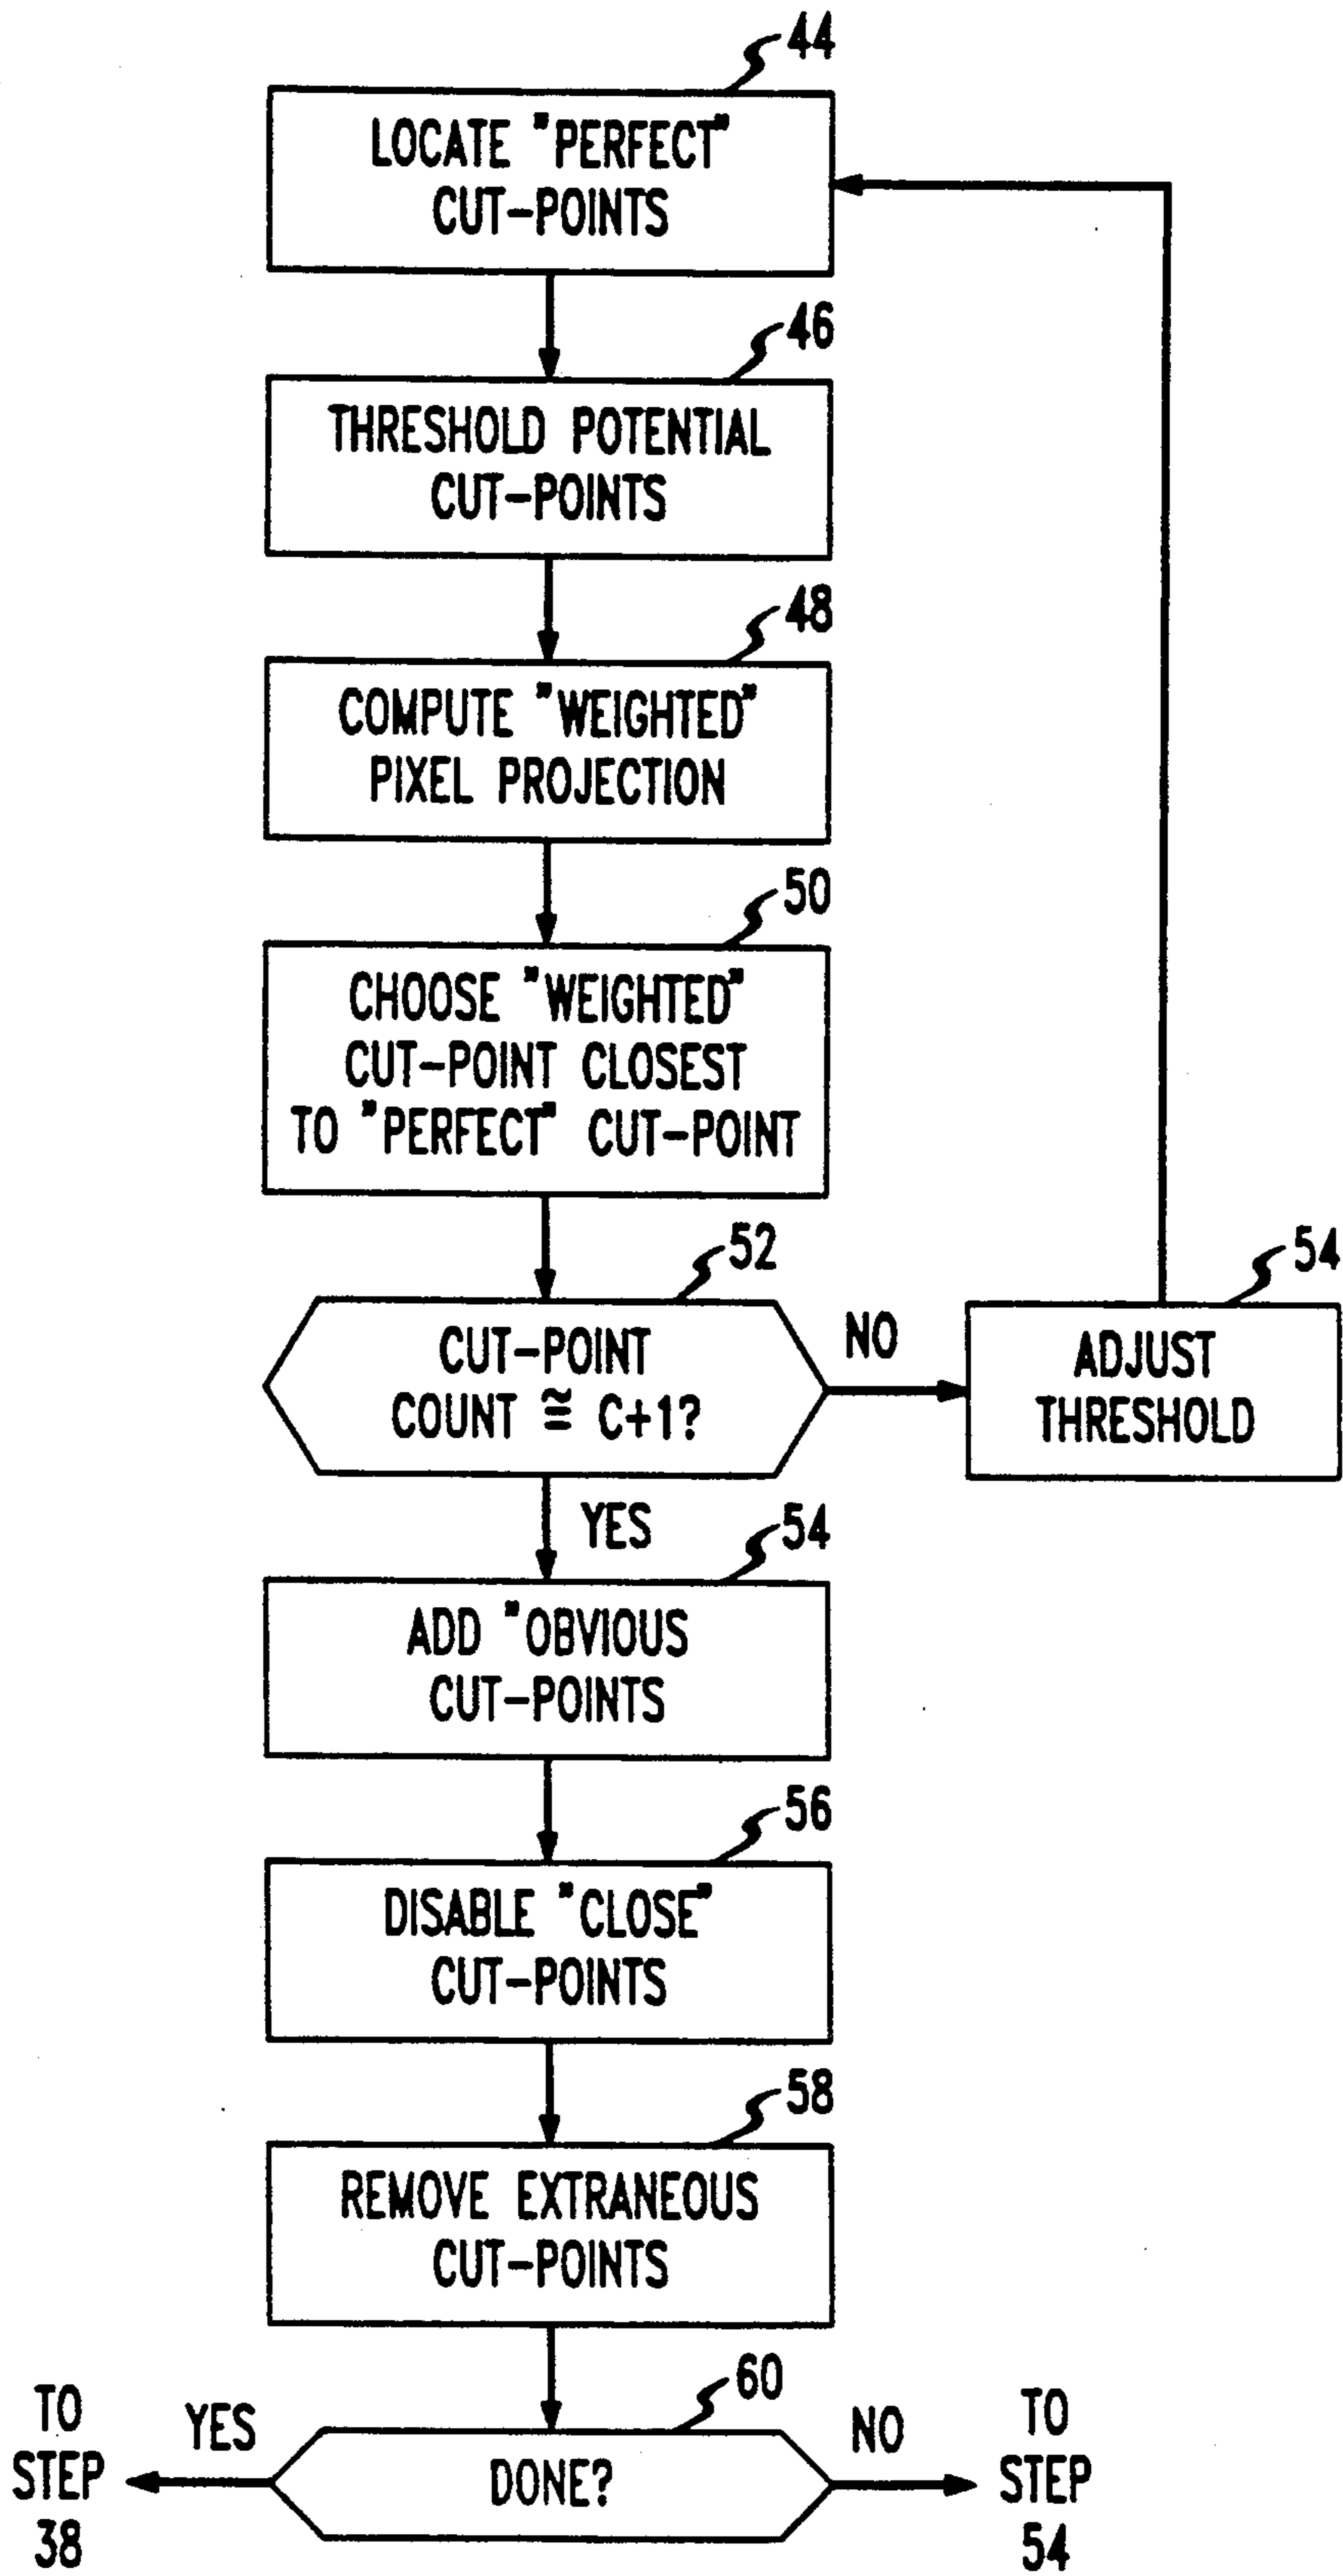 44
LOCATE "PERFECT"
CUT-POINTS
46
THRESHOLD POTENTIAL
CUT-POINTS
48
COMPUTE "WEIGHTED"
PIXEL PROJECTION
50
CHOOSE "WEIGHTED"
CUT-POINT CLOSEST
TO "PERFECT" CUT-POINT
52
CUT-POINT
COUNT ≅ C+1?
NO
54
ADJUST
THRESHOLD
YES
54
ADD "OBVIOUS
CUT-POINTS
56
DISABLE "CLOSE"
CUT-POINTS
58
REMOVE EXTRANEOUS
CUT-POINTS
60
DONE?
YES
TO
STEP
38
NO
TO
STEP
54